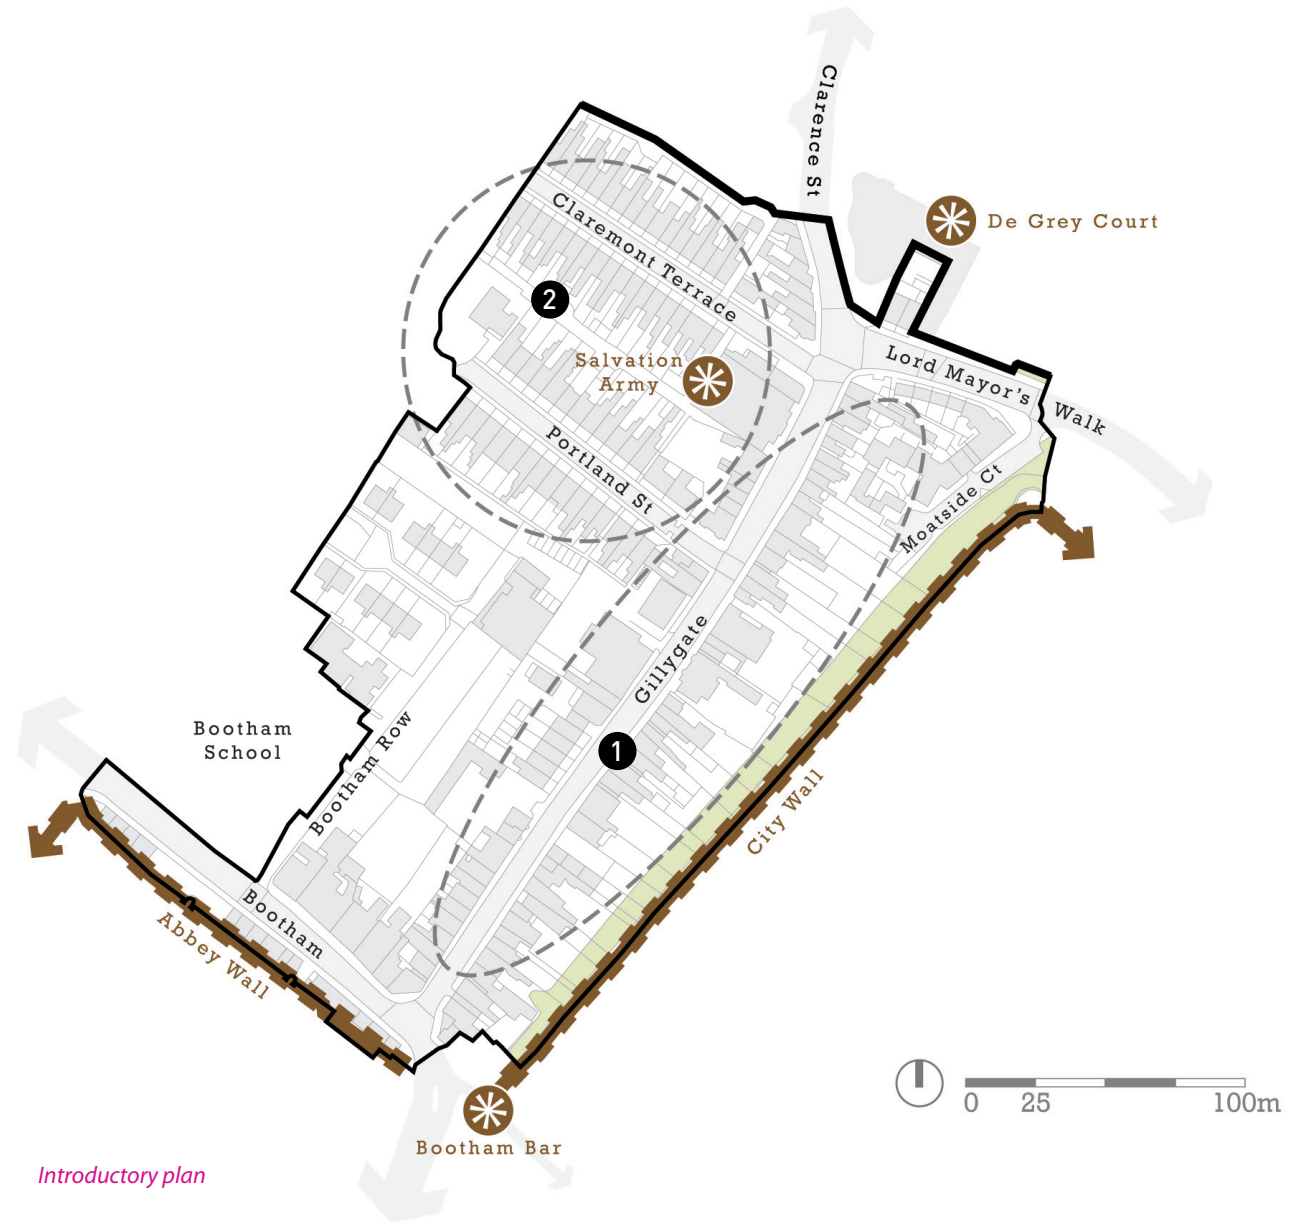 Clarence St
De Grey Court
Claremont Terrace
2
Salvation
Army
Lord Mayor's
Walk
Portland St
Moatside Ct
Gillygate
Bootham
School
Bootham Row
1
City Wall
Bootham
Abbey Wall
0 25 100m
Bootham Bar
Introductory plan